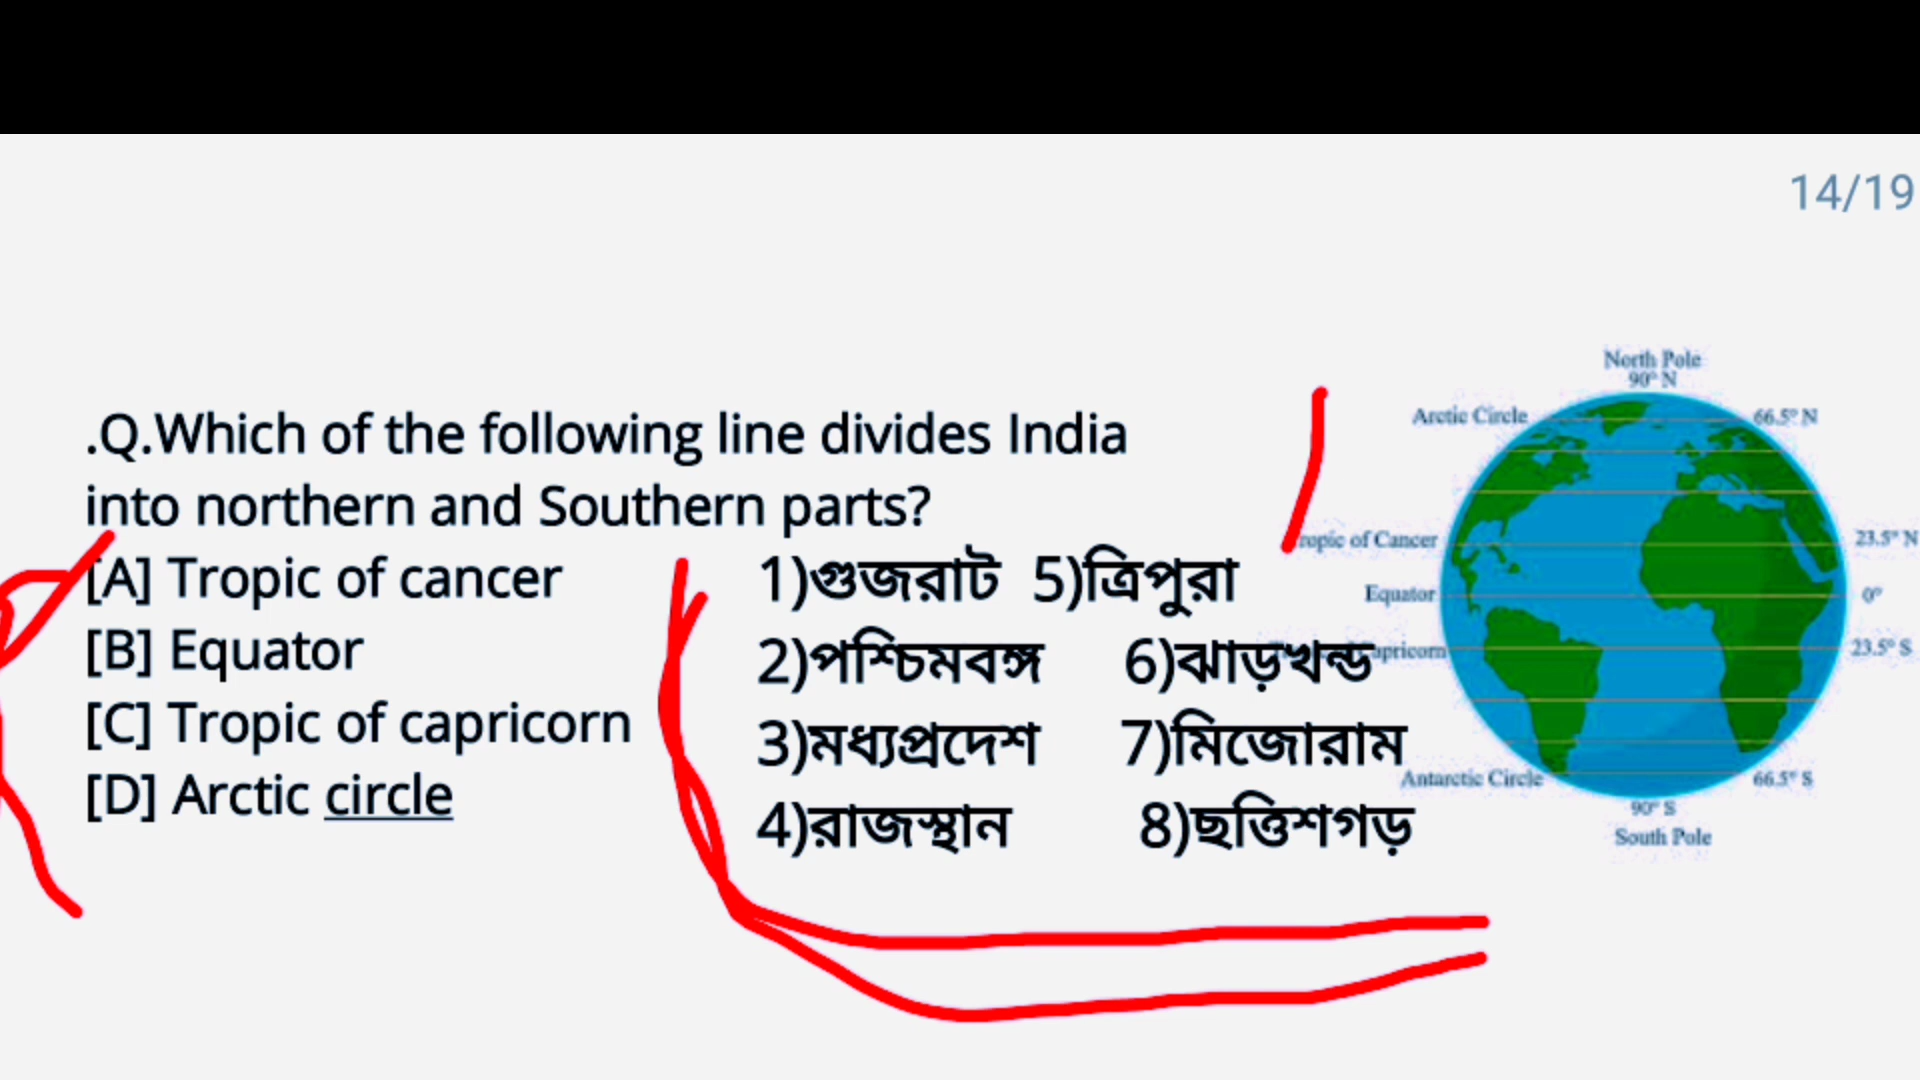 14/19
.Q.Which of the following line divides India
into northern and Southern parts?
[A] Tropic of cancer
[B] Equator
[C] Tropic of capricorn
[D] Arctic circle
1)গুজরাট 5)ত্রিপুরা
2)পশ্চিমবঙ্গ 6)ঝাড়খন্ড
3)মধ্যপ্রদেশ 7)মিজোরাম
4)রাজস্থান 8)ছত্তিশগড়
North Pole
90° N
Arctic Circle 66.5° N
Tropic of Cancer 23.5° N
Equator 0°
Capricorn 23.5° S
Antarctic Circle 66.5° S
90° S
South Pole